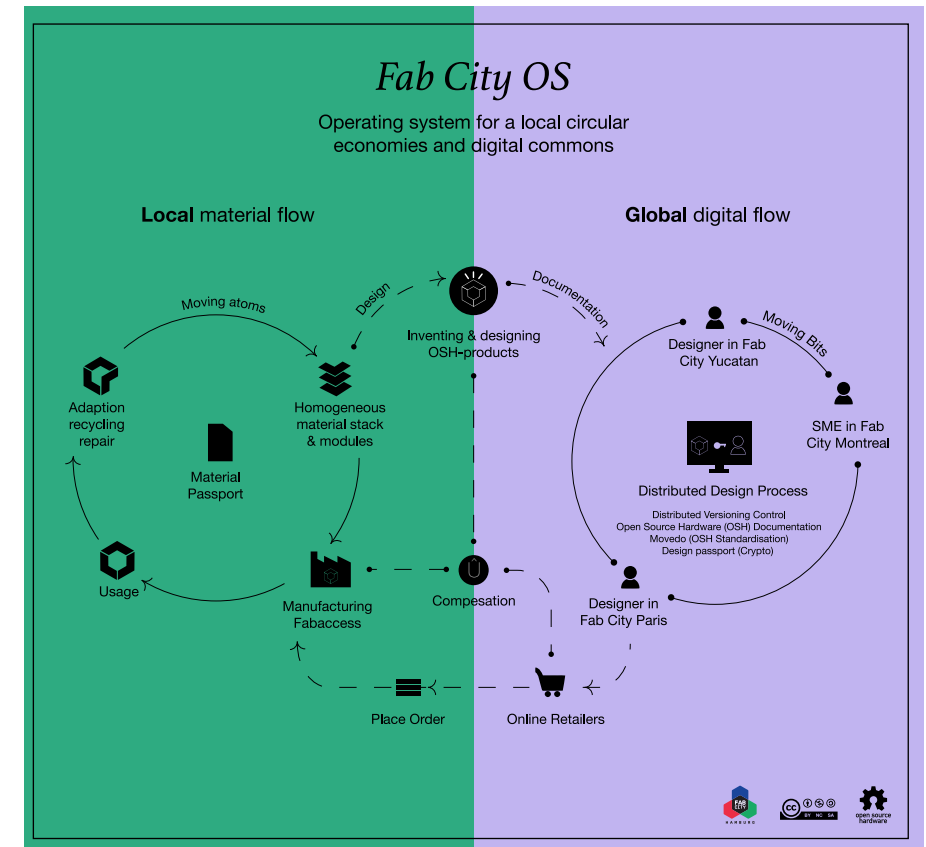 Fab City OS
Operating system for a local circular
economies and digital commons
Local material flow
Global digital flow
Moving atoms
Design
Documentation
Inventing & designing
OSH-products
Designer in Fab
City Yucatan
Moving Bits
Adaption
recycling
repair
Homogeneous
material stack
& modules
SME in Fab
City Montreal
Material
Passport
Distributed Design Process
Distributed Versioning Control
Open Source Hardware (OSH) Documentation
Movedo (OSH Standardisation)
Design passport (Crypto)
Usage
Manufacturing
Fabaccess
Û
Compesation
Designer in
Fab City Paris
Place Order
Online Retailers
FAB
CITY
HAMBURG
CC
BY NC SA
open source
hardware